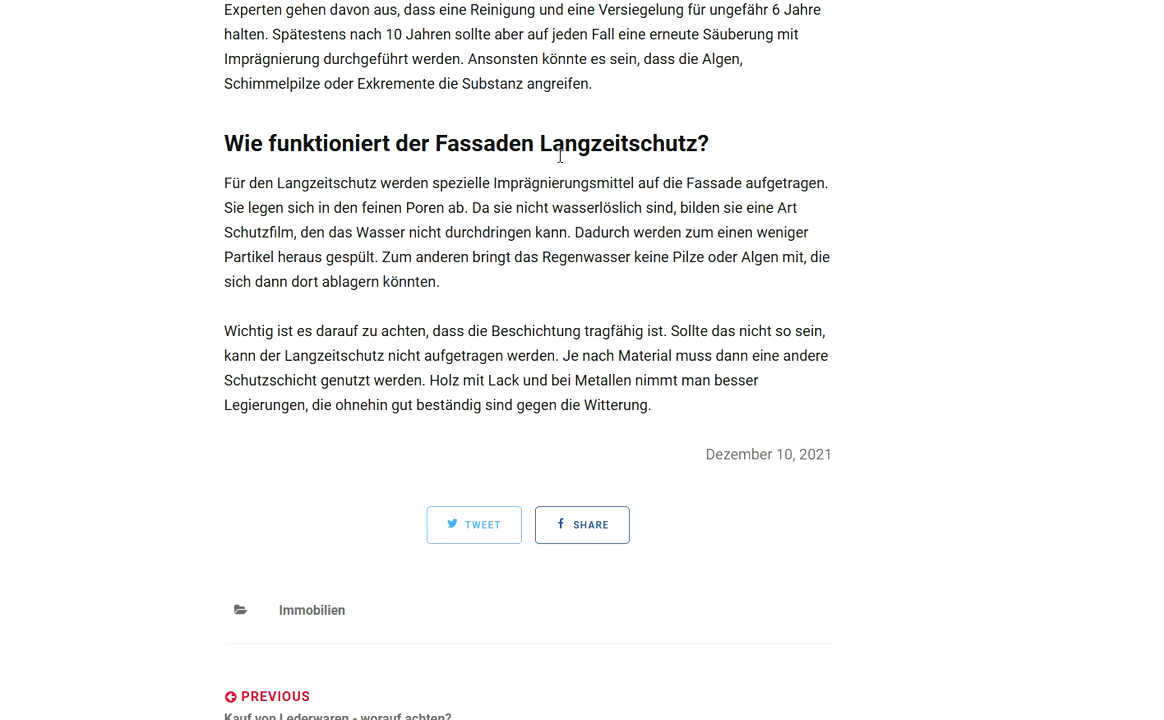 Experten gehen davon aus, dass eine Reinigung und eine Versiegelung für ungefähr 6 Jahre
halten. Spätestens nach 10 Jahren sollte aber auf jeden Fall eine erneute Säuberung mit
Imprägnierung durchgeführt werden. Ansonsten könnte es sein, dass die Algen,
Schimmelpilze oder Exkremente die Substanz angreifen.
Wie funktioniert der Fassaden Langzeitschutz?
Für den Langzeitschutz werden spezielle Imprägnierungsmittel auf die Fassade aufgetragen.
Sie legen sich in den feinen Poren ab. Da sie nicht wasserlöslich sind, bilden sie eine Art
Schutzfilm, den das Wasser nicht durchdringen kann. Dadurch werden zum einen weniger
Partikel heraus gespült. Zum anderen bringt das Regenwasser keine Pilze oder Algen mit, die
sich dann dort ablagern könnten.
Wichtig ist es darauf zu achten, dass die Beschichtung tragfähig ist. Sollte das nicht so sein,
kann der Langzeitschutz nicht aufgetragen werden. Je nach Material muss dann eine andere
Schutzschicht genutzt werden. Holz mit Lack und bei Metallen nimmt man besser
Legierungen, die ohnehin gut beständig sind gegen die Witterung.
Dezember 10, 2021
TWEET
SHARE
Immobilien
PREVIOUS
Kauf von Lederwaren - worauf achten?